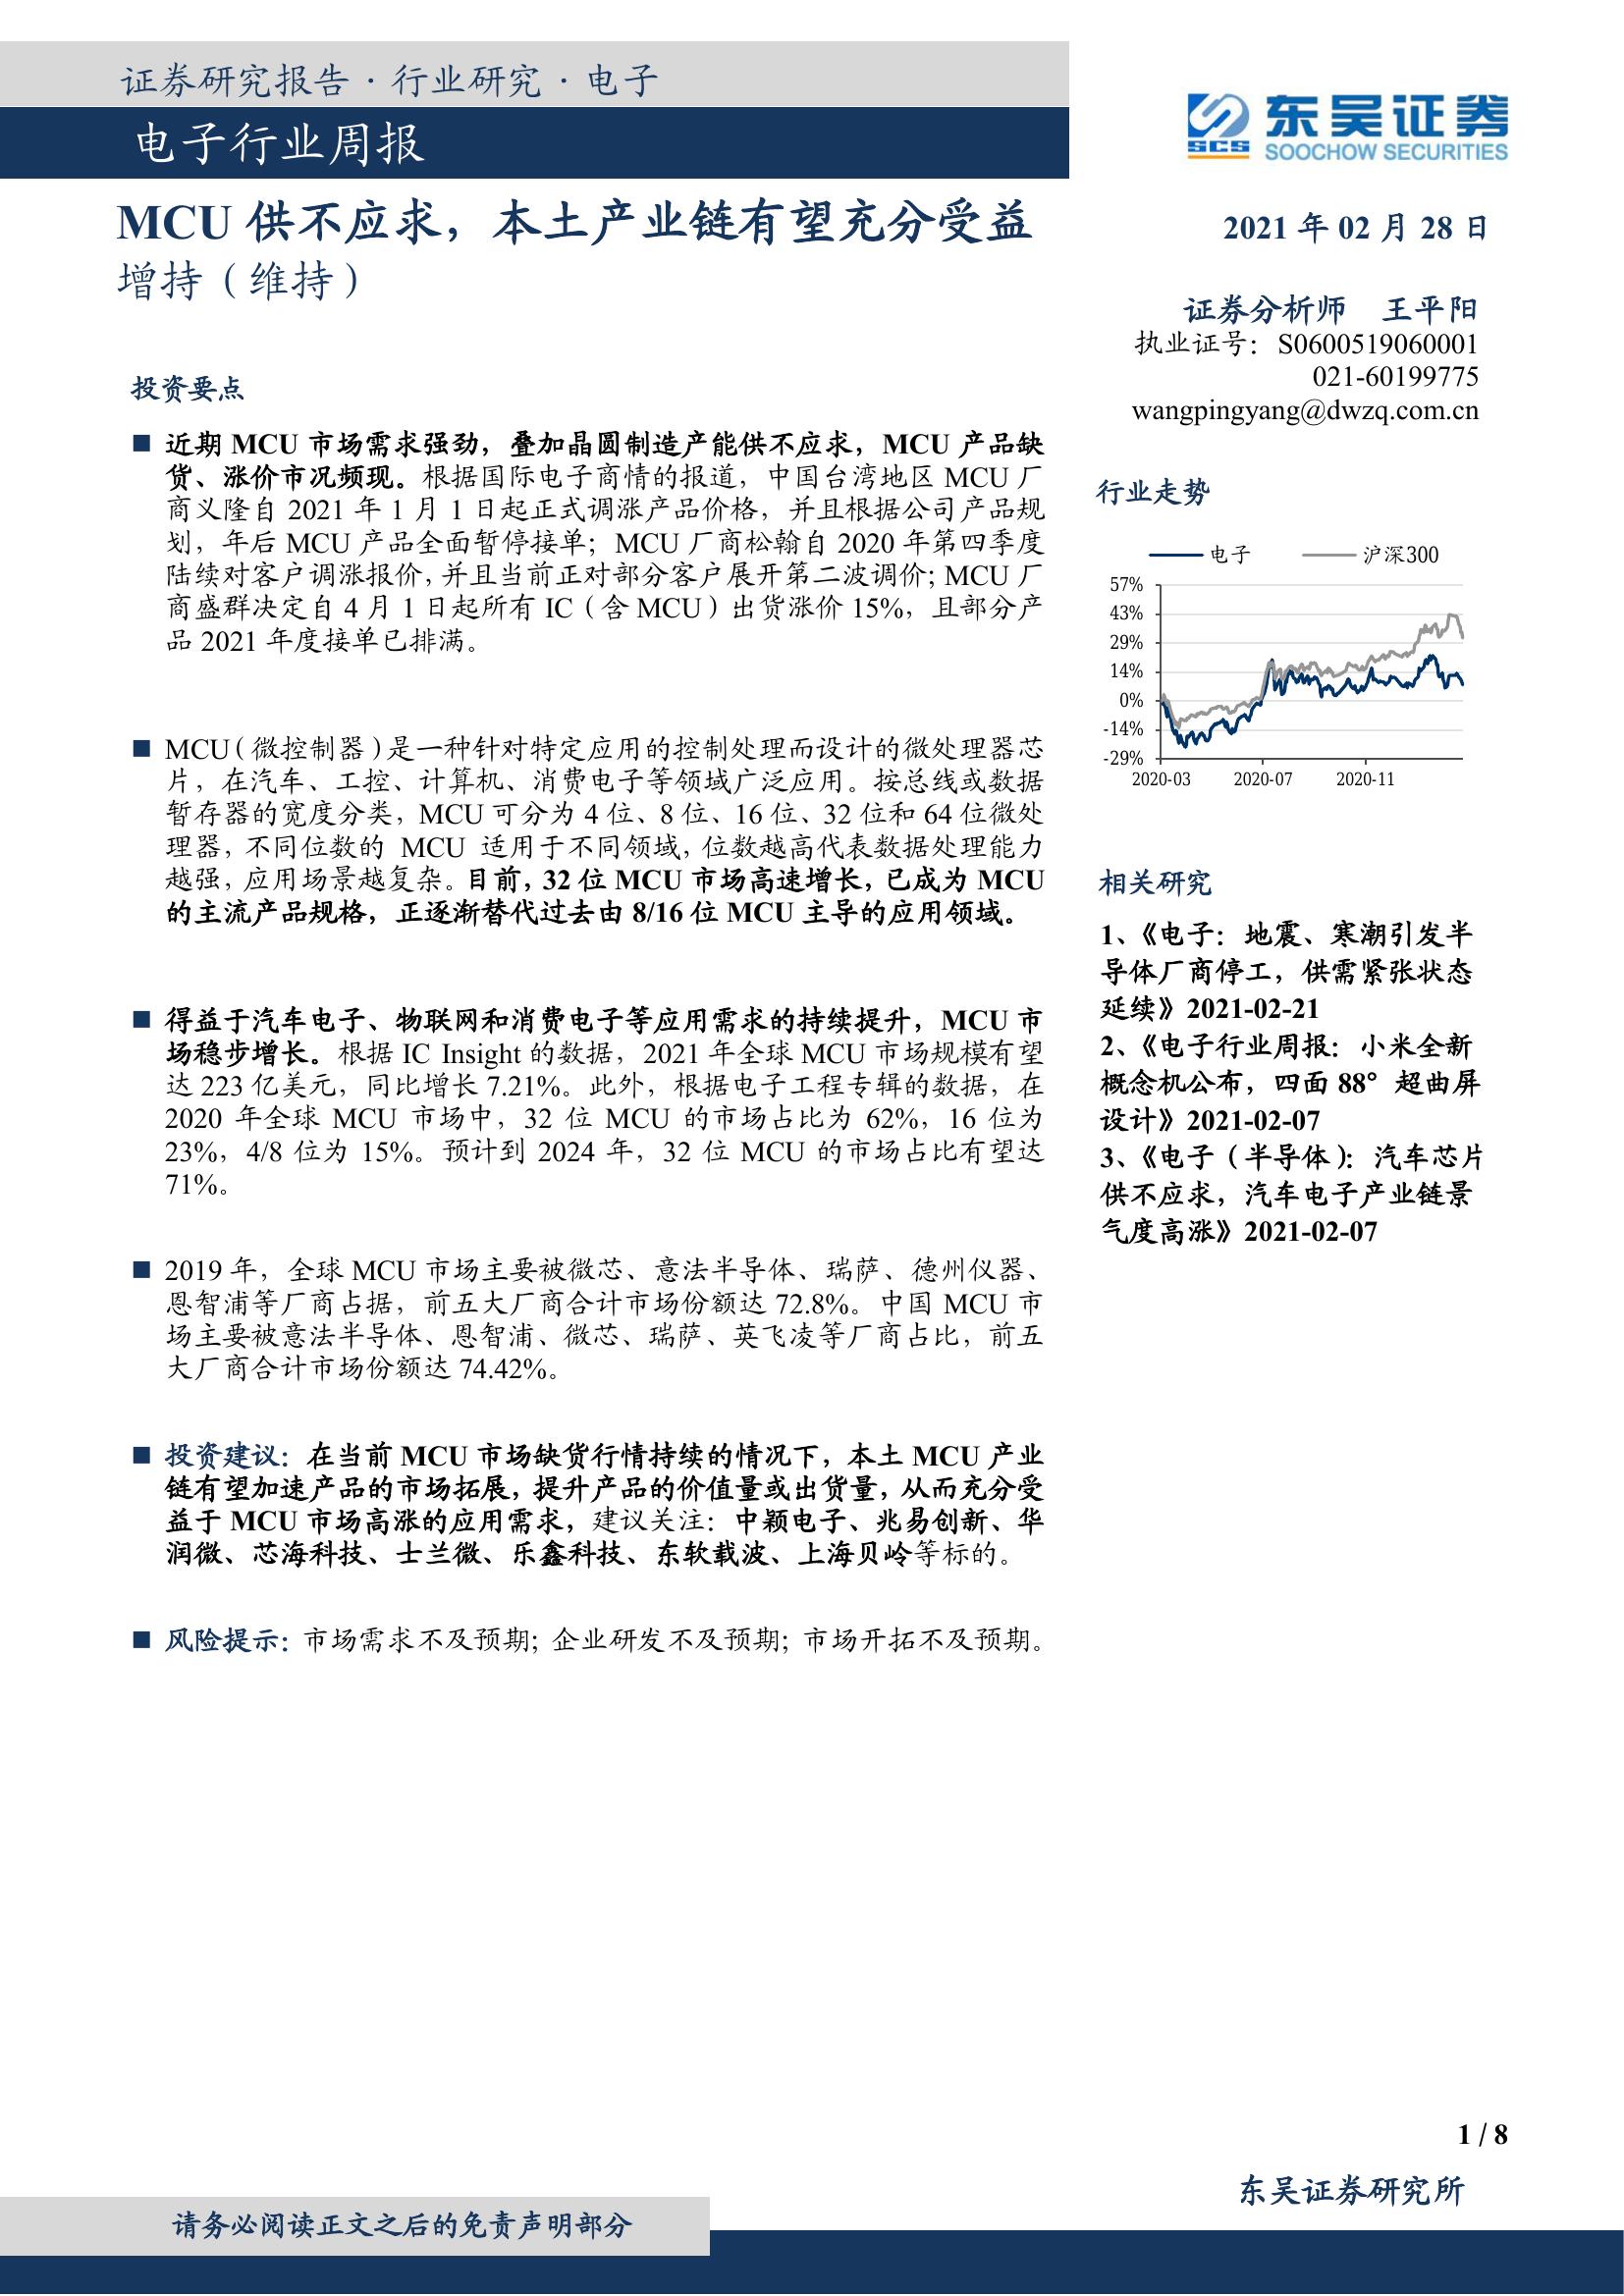 证券研究报告·行业研究·电子
电子行业周报
东吴证券
SCS SOOCHOW SECURITIES
MCU 供不应求，本土产业链有望充分受益
增持（维持）
2021 年 02 月 28 日
证券分析师 王平阳
执业证号：S0600519060001
021-60199775
wangpingyang@dwzq.com.cn
投资要点
■ 近期 MCU 市场需求强劲，叠加晶圆制造产能供不应求，MCU 产品缺
货、涨价市况频现。根据国际电子商情的报道，中国台湾地区 MCU 厂
商义隆自 2021 年 1 月 1 日起正式调涨产品价格，并且根据公司产品规
划，年后 MCU 产品全面暂停接单；MCU 厂商松翰自 2020 年第四季度
陆续对客户调涨报价，并且当前正对部分客户展开第二波调价；MCU 厂
商盛群决定自 4 月 1 日起所有 IC（含 MCU）出货涨价 15%，且部分产
品 2021 年度接单已排满。
■ MCU（微控制器）是一种针对特定应用的控制处理而设计的微处理器芯
片，在汽车、工控、计算机、消费电子等领域广泛应用。按总线或数据
暂存器的宽度分类，MCU 可分为 4 位、8 位、16 位、32 位和 64 位微处
理器，不同位数的 MCU 适用于不同领域，位数越高代表数据处理能力
越强，应用场景越复杂。目前，32 位 MCU 市场高速增长，已成为 MCU
的主流产品规格，正逐渐替代过去由 8/16 位 MCU 主导的应用领域。
■ 得益于汽车电子、物联网和消费电子等应用需求的持续提升，MCU 市
场稳步增长。根据 IC Insight 的数据，2021 年全球 MCU 市场规模有望
达 223 亿美元，同比增长 7.21%。此外，根据电子工程专辑的数据，在
2020 年全球 MCU 市场中，32 位 MCU 的市场占比为 62%，16 位为
23%，4/8 位为 15%。预计到 2024 年，32 位 MCU 的市场占比有望达
71%。
■ 2019 年，全球 MCU 市场主要被微芯、意法半导体、瑞萨、德州仪器、
恩智浦等厂商占据，前五大厂商合计市场份额达 72.8%。中国 MCU 市
场主要被意法半导体、恩智浦、微芯、瑞萨、英飞凌等厂商占比，前五
大厂商合计市场份额达 74.42%。
■ 投资建议：在当前 MCU 市场缺货行情持续的情况下，本土 MCU 产业
链有望加速产品的市场拓展，提升产品的价值量或出货量，从而充分受
益于 MCU 市场高涨的应用需求，建议关注：中颖电子、兆易创新、华
润微、芯海科技、士兰微、乐鑫科技、东软载波、上海贝岭等标的。
■ 风险提示：市场需求不及预期；企业研发不及预期；市场开拓不及预期。
行业走势
电子 沪深300
57%
43%
29%
14%
0%
-14%
-29%
2020-03 2020-07 2020-11
相关研究
1、《电子：地震、寒潮引发半
导体厂商停工，供需紧张状态
延续》2021-02-21
2、《电子行业周报：小米全新
概念机公布，四面 88° 超曲屏
设计》2021-02-07
3、《电子（半导体）：汽车芯片
供不应求，汽车电子产业链景
气度高涨》2021-02-07
1 / 8
东吴证券研究所
请务必阅读正文之后的免责声明部分